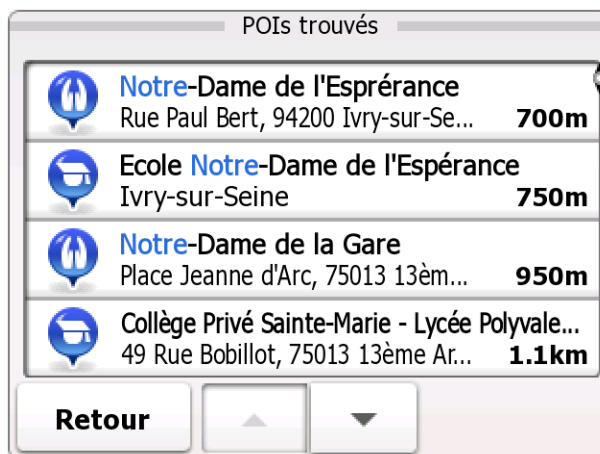 POIs trouvés
Notre-Dame de l'Esprérance
Rue Paul Bert, 94200 Ivry-sur-Se... 700m
Ecole Notre-Dame de l'Espérance
Ivry-sur-Seine 750m
Notre-Dame de la Gare
Place Jeanne d'Arc, 75013 13èm... 950m
Collège Privé Sainte-Marie - Lycée Polyvale...
49 Rue Bobillot, 75013 13ème Ar... 1.1km
Retour